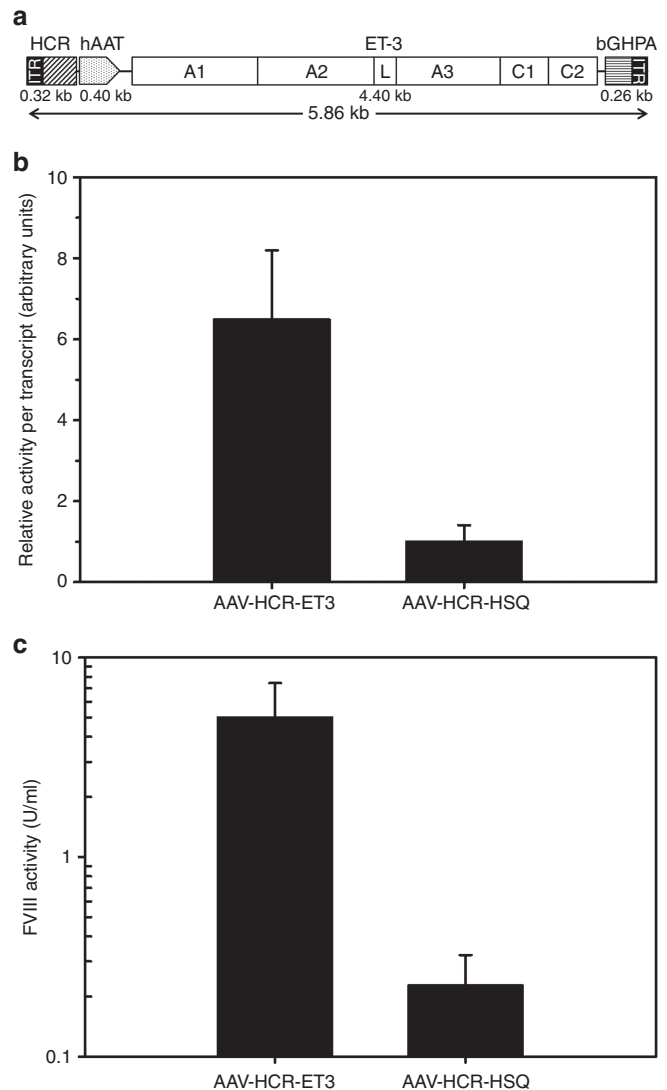 a
HCR hAAT ET-3 bGHPA
ITR A1 A2 L A3 C1 C2 ITR
0.32 kb 0.40 kb 4.40 kb 0.26 kb
5.86 kb
b
Relative activity per transcript (arbitrary units)
10
8
6
4
2
0
AAV-HCR-ET3 AAV-HCR-HSQ
c
FVIII activity (U/ml)
10
1
0.1
AAV-HCR-ET3 AAV-HCR-HSQ